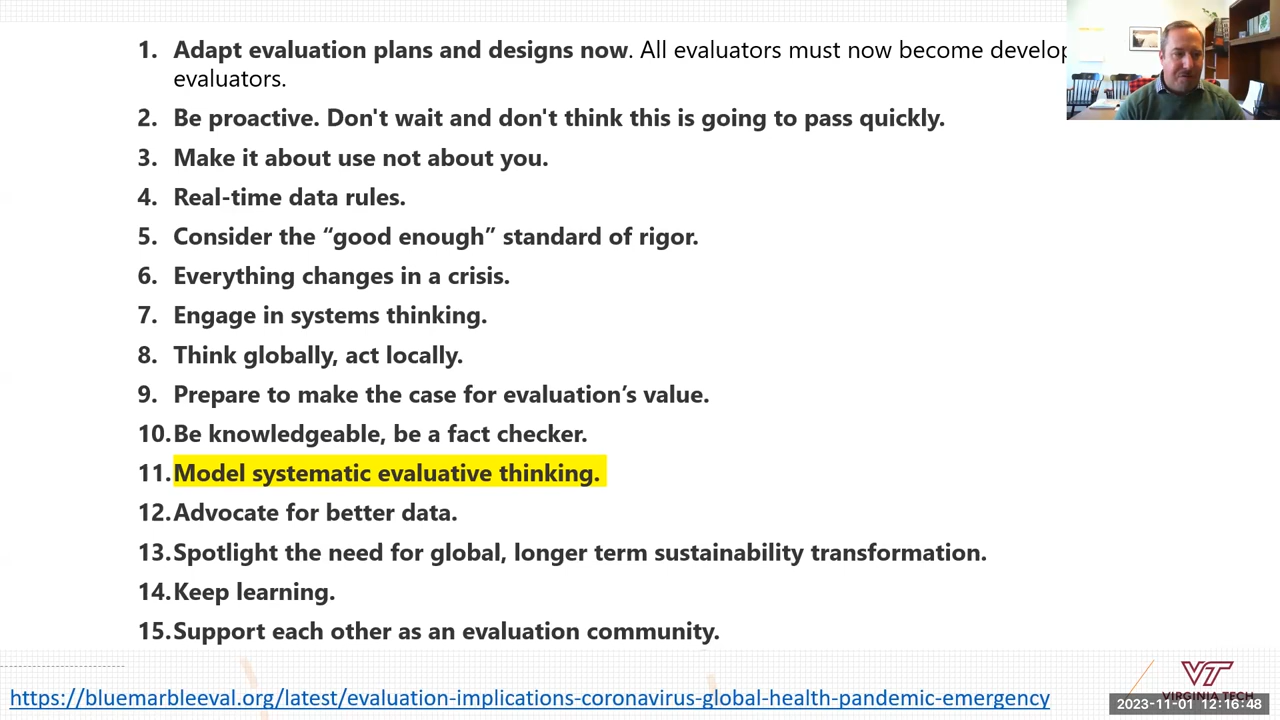 1. Adapt evaluation plans and designs now. All evaluators must now become develop
evaluators.
2. Be proactive. Don't wait and don't think this is going to pass quickly.
3. Make it about use not about you.
4. Real-time data rules.
5. Consider the “good enough” standard of rigor.
6. Everything changes in a crisis.
7. Engage in systems thinking.
8. Think globally, act locally.
9. Prepare to make the case for evaluation’s value.
10. Be knowledgeable, be a fact checker.
11. Model systematic evaluative thinking.
12. Advocate for better data.
13. Spotlight the need for global, longer term sustainability transformation.
14. Keep learning.
15. Support each other as an evaluation community.
https://bluemarbleeval.org/latest/evaluation-implications-coronavirus-global-health-pandemic-emergency
VT
VIRGINIA TECH
2023-11-01 12:16:48